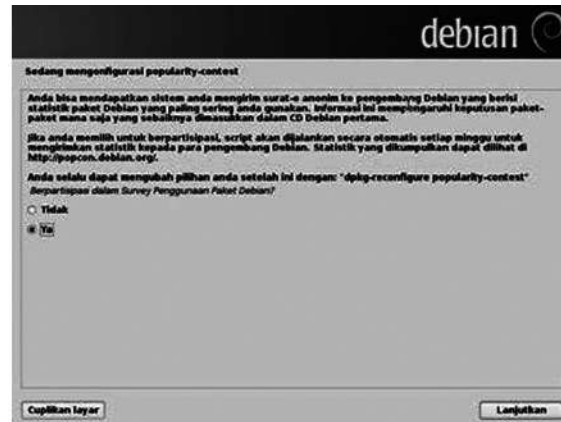 debian
Sedang mengonfigurasi popularity-contest
Anda bisa mendapatkan sistem anda mengirim surat-e anonim ke pengembang Debian yang berisi
statistik paket Debian yang paling sering anda gunakan. Informasi ini mempengaruhi keputusan paket-
paket mana saja yang sebaiknya dimasukkan dalam CD Debian pertama.
Jika anda memilih untuk berpartisipasi, script akan dijalankan secara otomatis setiap minggu untuk
mengirimkan statistik kepada para pengembang Debian. Statistik yang dikumpulkan dapat dilihat di
http://popcon.debian.org/.
Anda selalu dapat mengubah pilihan anda setelah ini dengan: "dpkg-reconfigure popularity-contest"
Berpartisipasi dalam Survey Penggunaan Paket Debian?
Tidak
Ya
Cuplikan layar
Lanjutkan